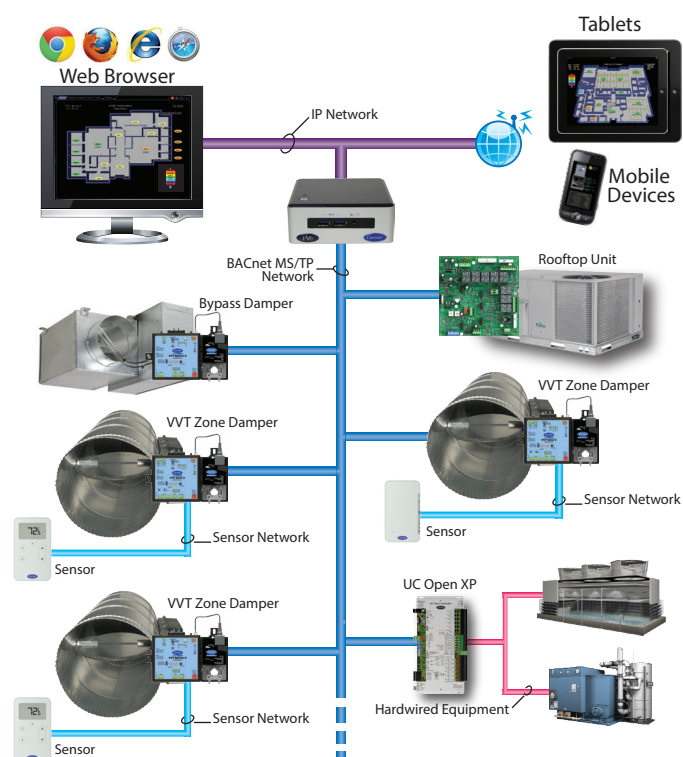 Tablets
Web Browser
IP Network
Mobile
Devices
BACnet MS/TP
Network
Rooftop Unit
Bypass Damper
VVT Zone Damper
VVT Zone Damper
Sensor Network
Sensor
72
Sensor Network
Sensor
UC Open XP
VVT Zone Damper
Hardwired Equipment
72
Sensor Network
Sensor